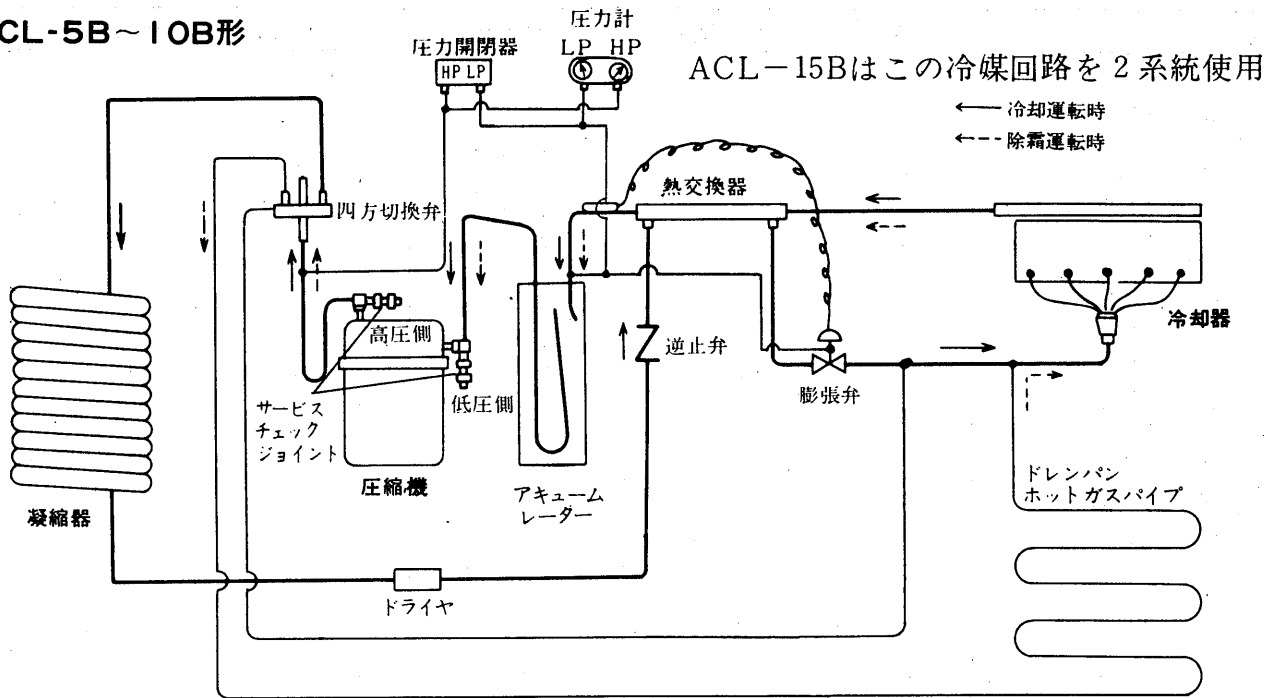 CL-5B～10B形
圧力開閉器
HP LP
圧力計
LP HP
ACL－15Bはこの冷媒回路を2系統使用
冷却運転時
除霜運転時
四方切換弁
熱交換器
冷却器
高圧側
逆止弁
低圧側
膨張弁
サービス
チェック
ジョイント
圧縮機
アキューム
レーター
ドレンパン
ホットガスパイプ
凝縮器
ドライヤ